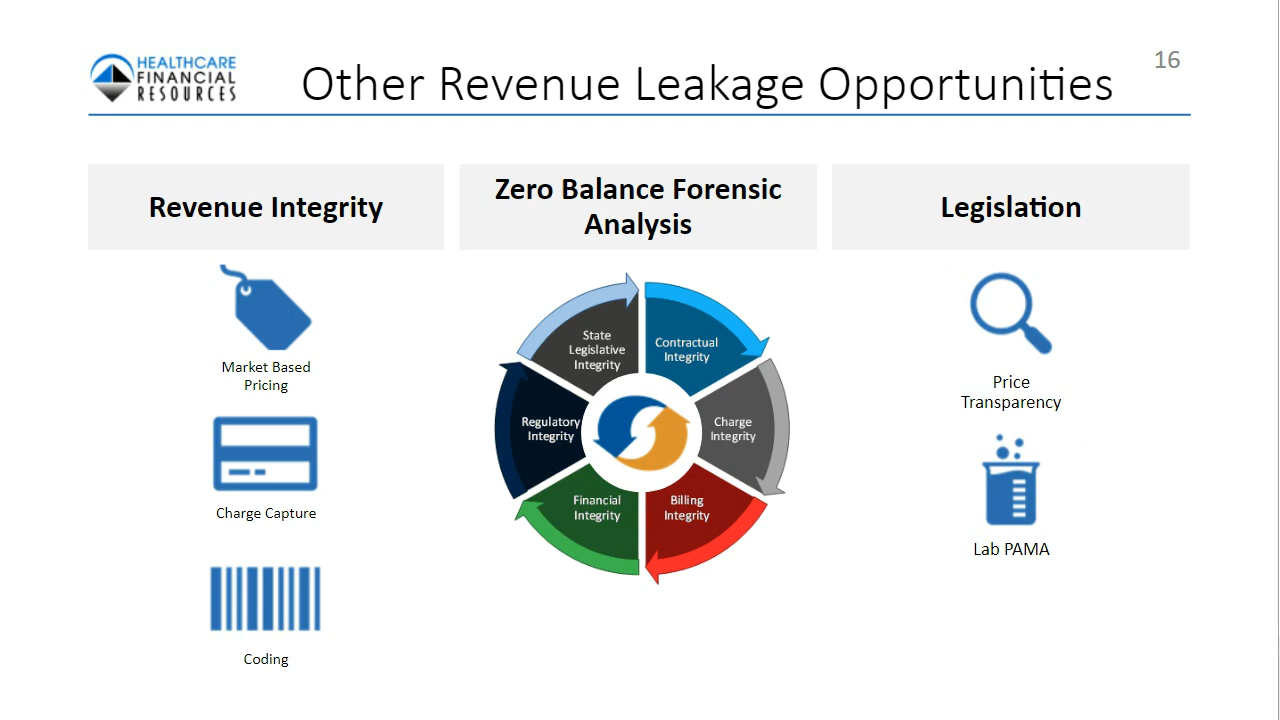 HEALTHCARE
FINANCIAL
RESOURCES
Other Revenue Leakage Opportunities
16
Revenue Integrity
Market Based
Pricing
Charge Capture
Coding
Zero Balance Forensic
Analysis
State
Legislative
Integrity
Contractual
Integrity
Charge
Integrity
Billing
Integrity
Financial
Integrity
Regulatory
Integrity
Legislation
Price
Transparency
Lab PAMA